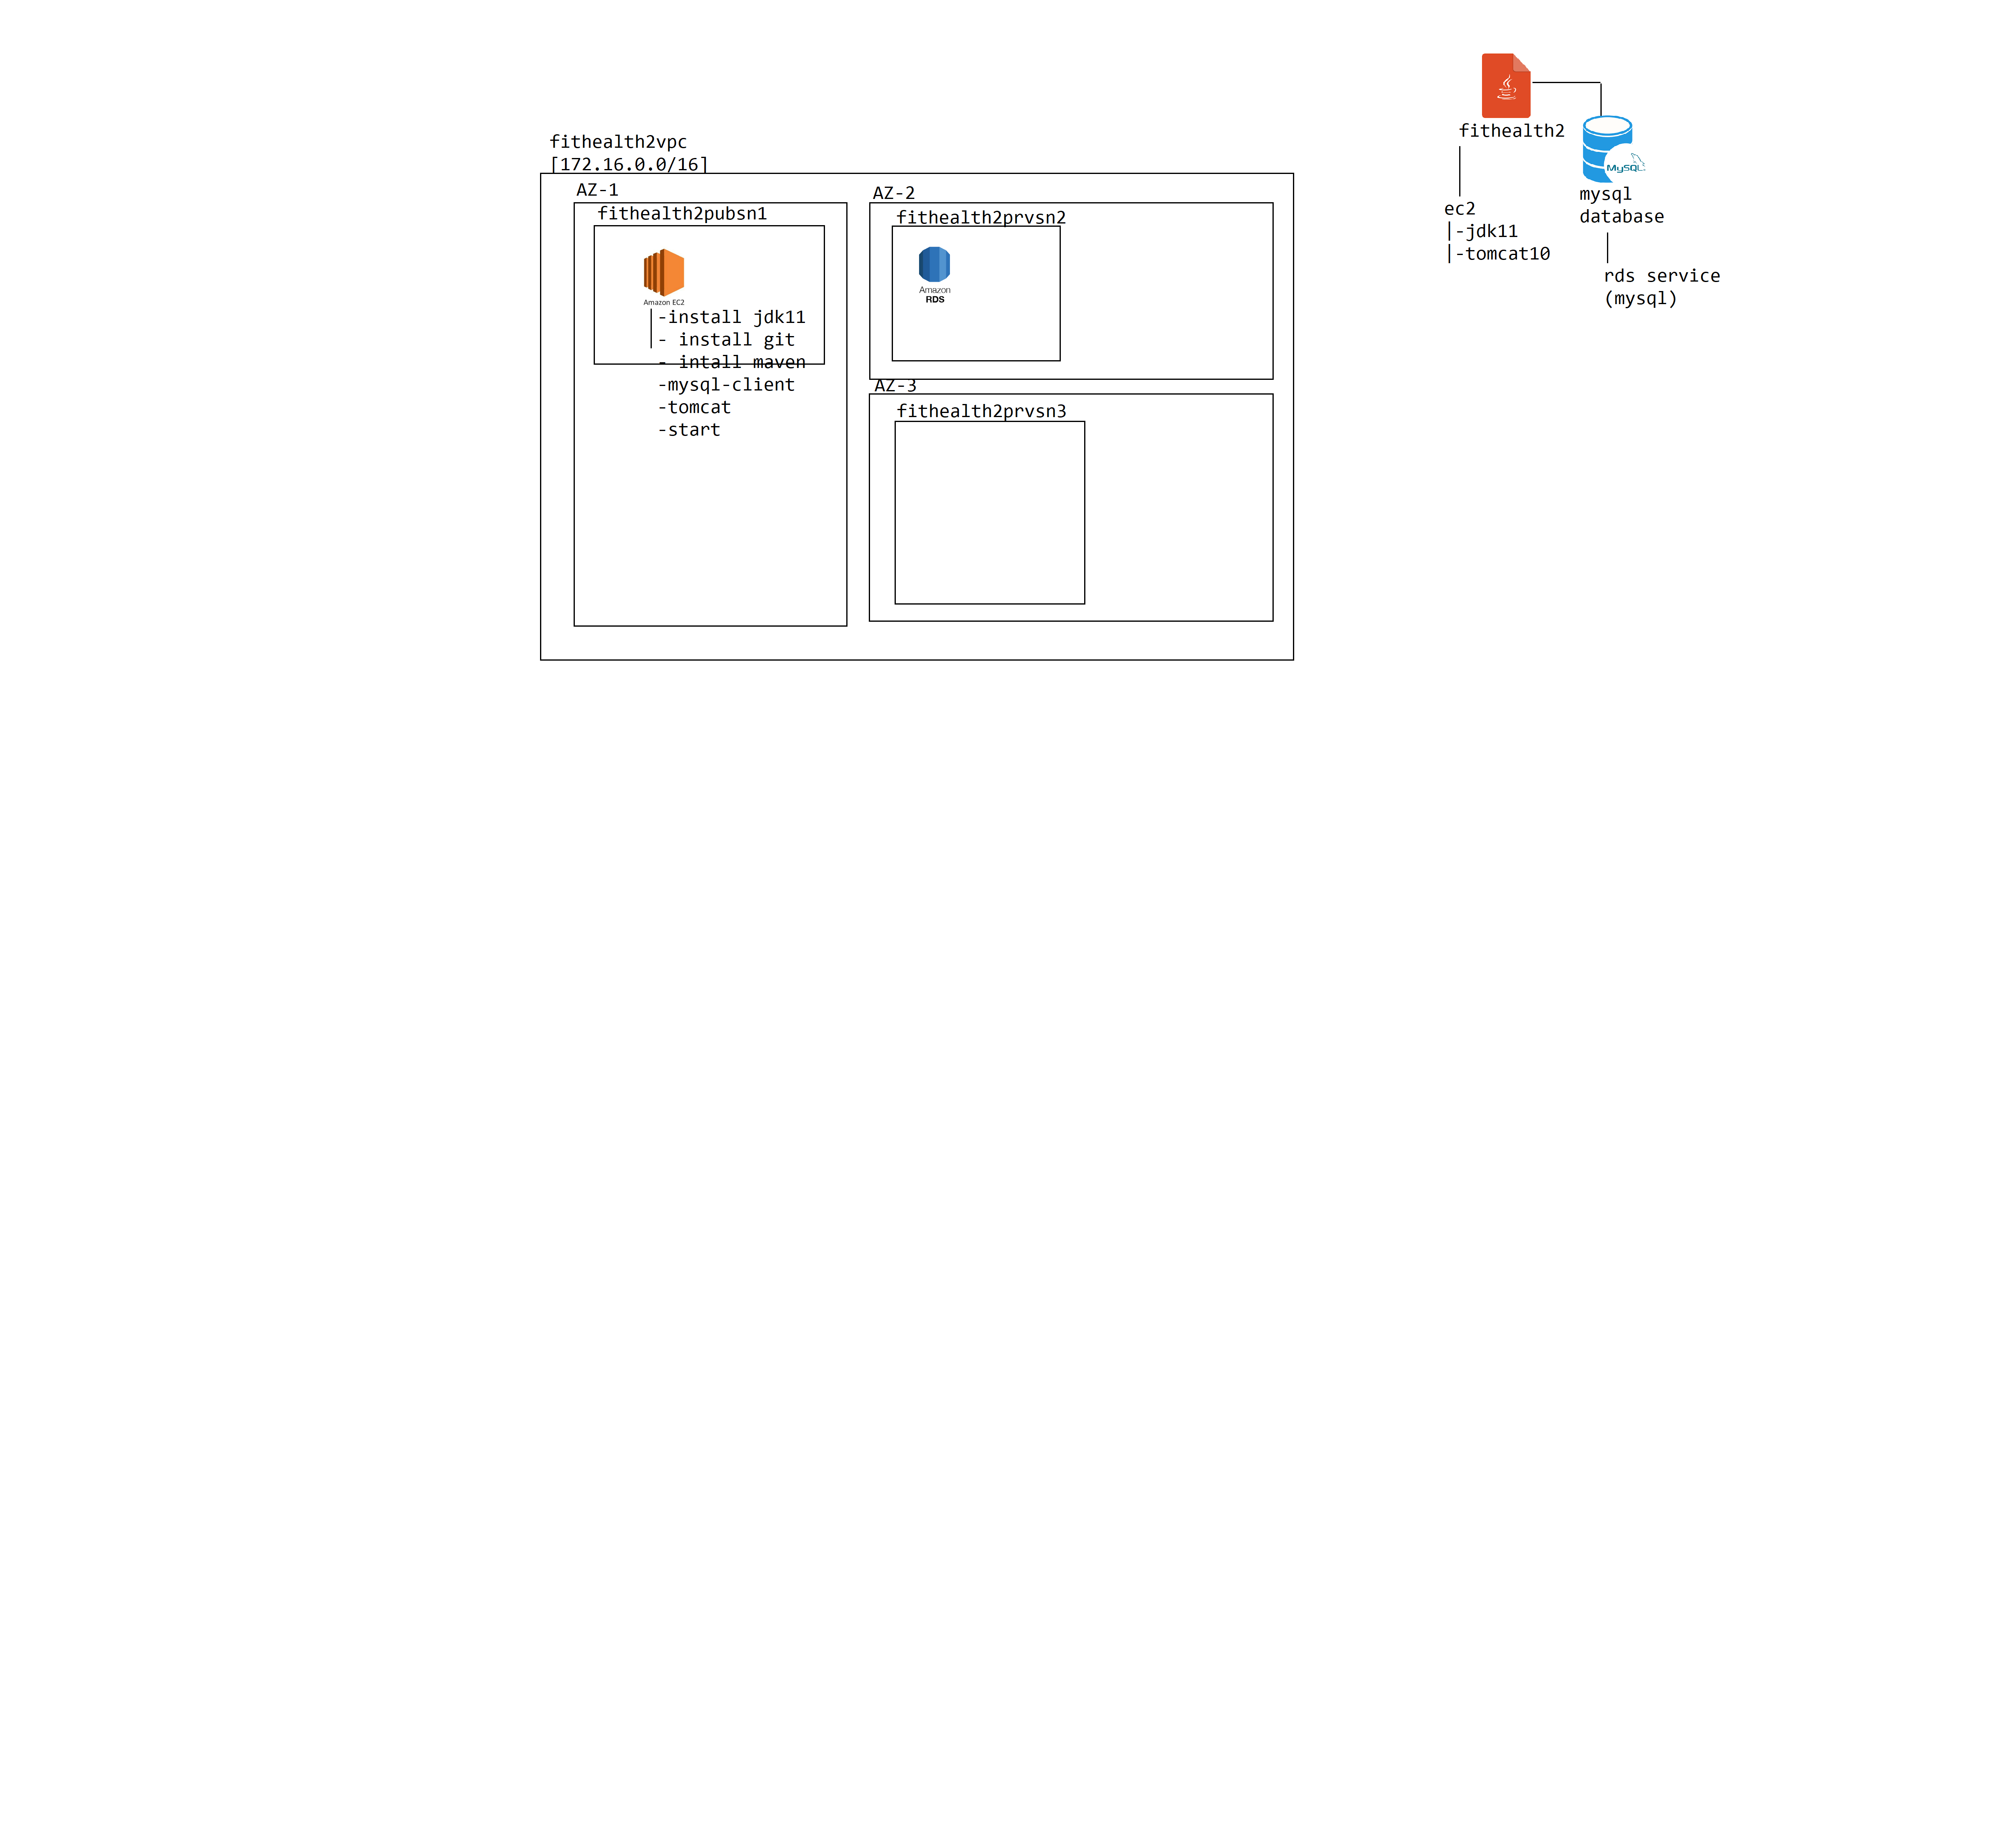 fithealth2vpc
[172.16.0.0/16]
AZ-1
fithealth2pubsn1
Amazon EC2
-install jdk11
- install git
- intall maven
-mysql-client
-tomcat
-start
AZ-2
fithealth2prvsn2
Amazon
RDS
AZ-3
fithealth2prvsn3
fithealth2
ec2
|-jdk11
|-tomcat10
MySQL
mysql
database
rds service
(mysql)